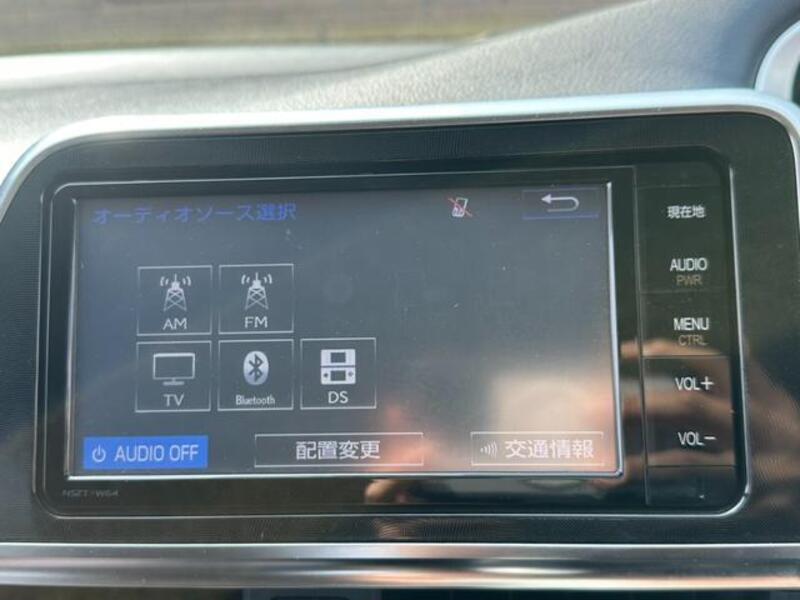 オーディオソース選択
AM
FM
TV
Bluetooth
DS
AUDIO OFF
配置変更
交通情報
現在地
AUDIO
PWR
MENU
CTRL
VOL+
VOL−
NSZT-W64